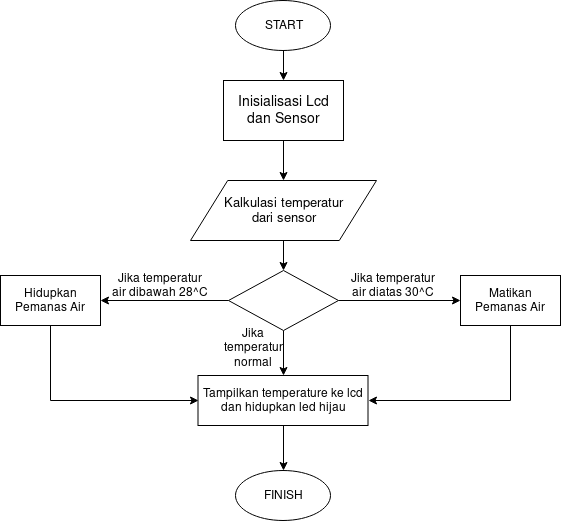 START
Inisialisasi Lcd
dan Sensor
Kalkulasi temperatur
dari sensor
Jika temperatur
air dibawah 28^C
Jika temperatur
air diatas 30^C
Hidupkan
Pemanas Air
Matikan
Pemanas Air
Jika
temperatur
normal
Tampilkan temperature ke lcd
dan hidupkan led hijau
FINISH